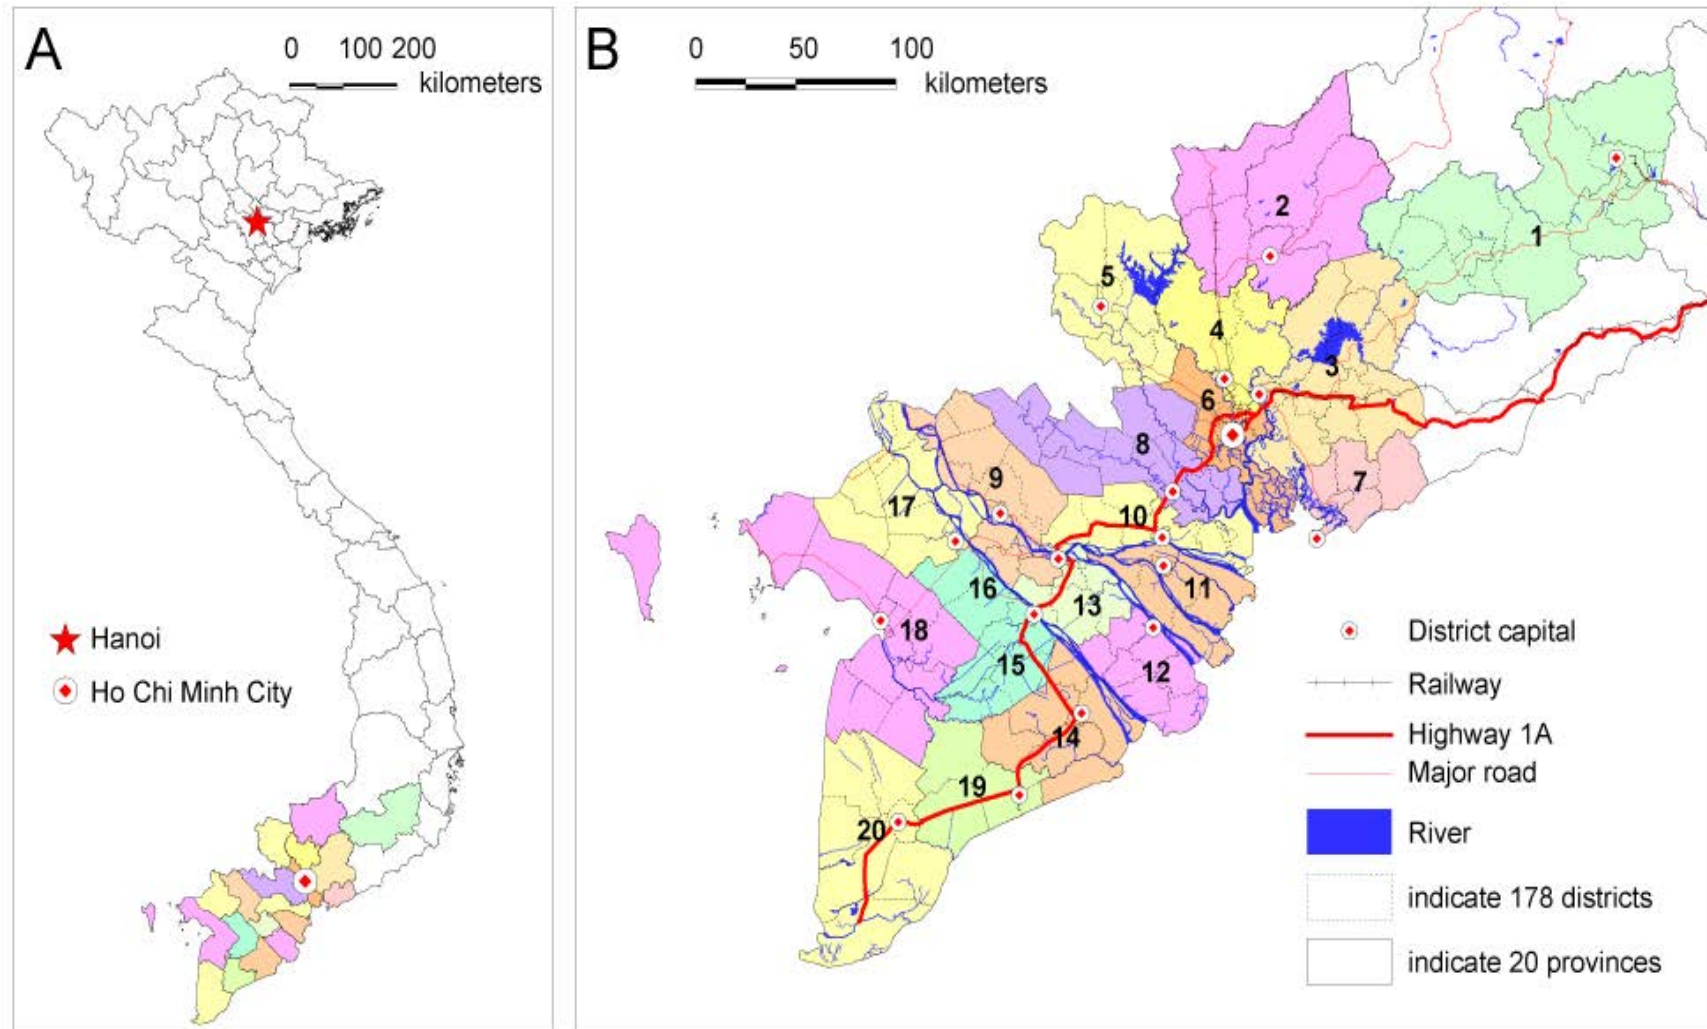 A
0 100 200
kilometers
Hanoi
Ho Chi Minh City
B
0 50 100
kilometers
1
2
3
4
5
6
7
8
9
10
11
12
13
14
15
16
17
18
19
20
District capital
Railway
Highway 1A
Major road
River
indicate 178 districts
indicate 20 provinces